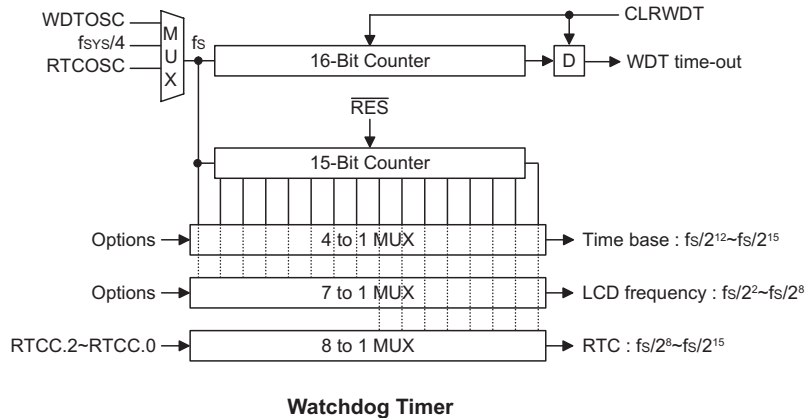 WDTOSC
fSYS/4
RTCOSC
MUX
fS
CLRWDT
16-Bit Counter
D
WDT time-out
RES
15-Bit Counter
Options
4 to 1 MUX
Time base : fS/2¹²~fS/2¹⁵
Options
7 to 1 MUX
LCD frequency : fS/2²~fS/2⁸
RTCC.2~RTCC.0
8 to 1 MUX
RTC : fS/2⁸~fS/2¹⁵
Watchdog Timer